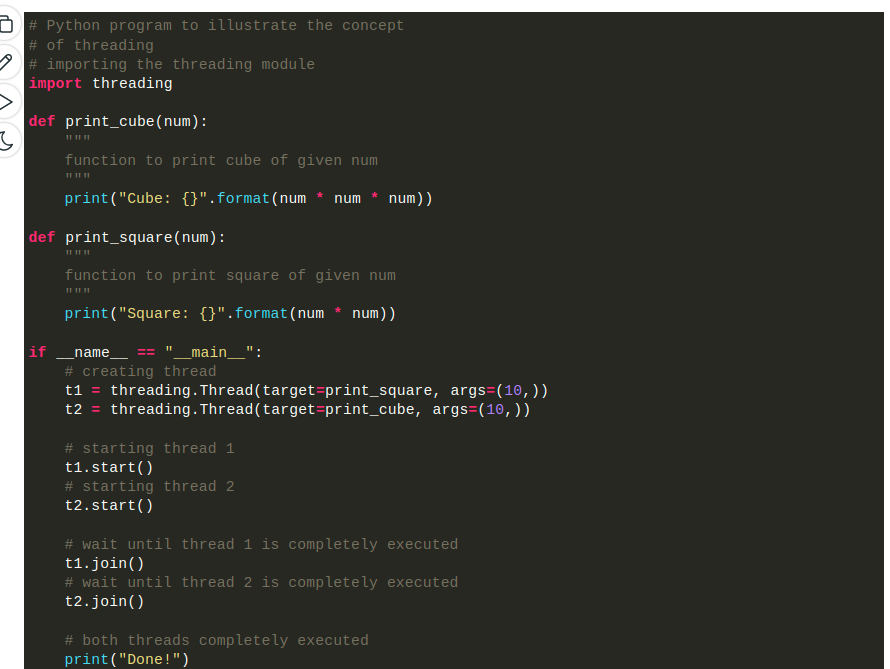 # Python program to illustrate the concept
# of threading
# importing the threading module
import threading

def print_cube(num):
    """
    function to print cube of given num
    """
    print("Cube: {}".format(num * num * num))

def print_square(num):
    """
    function to print square of given num
    """
    print("Square: {}".format(num * num))

if __name__ == "__main__":
    # creating thread
    t1 = threading.Thread(target=print_square, args=(10,))
    t2 = threading.Thread(target=print_cube, args=(10,))

    # starting thread 1
    t1.start()
    # starting thread 2
    t2.start()

    # wait until thread 1 is completely executed
    t1.join()
    # wait until thread 2 is completely executed
    t2.join()

    # both threads completely executed
    print("Done!")